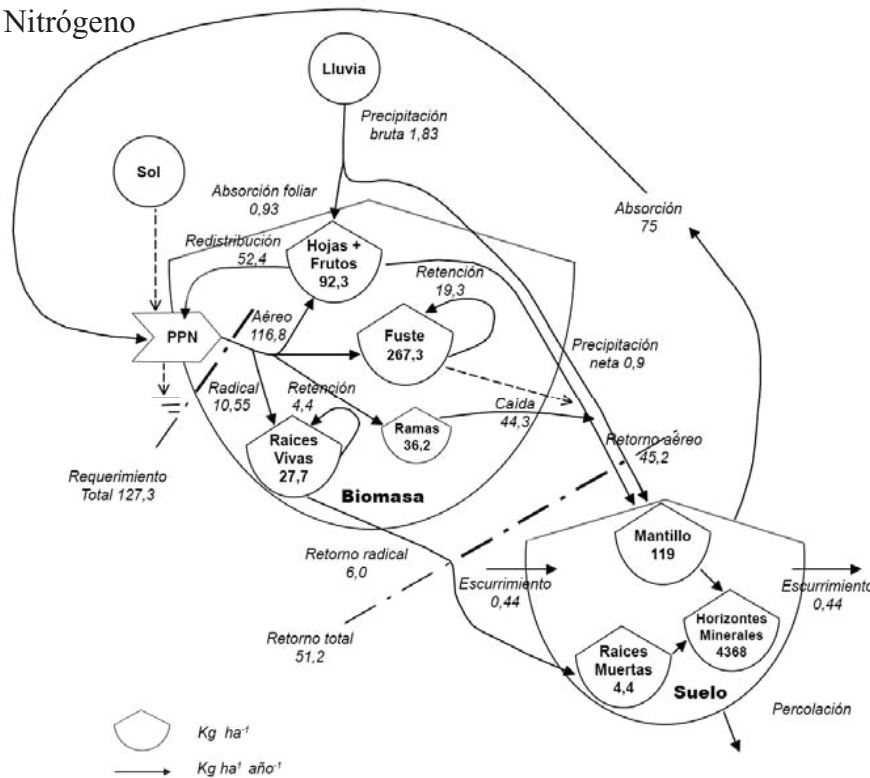 Nitrógeno
Lluvia
Precipitación
bruta 1,83
Sol
Absorción foliar
0,93
Absorción
75
Redistribución
52,4
Hojas +
Frutos
92,3
Retención
19,3
Aéreo
116,8
PPN
Fuste
267,3
Precipitación
neta 0,9
Radical
10,55
Retención
4,4
Caída
44,3
Ramas
36,2
Raices
Vivas
27,7
Retorno aéreo
45,2
Requerimiento
Total 127,3
Biomasa
Mantillo
119
Retorno radical
6,0
Escurrimiento
0,44
Escurrimiento
0,44
Horizontes
Minerales
4368
Retorno total
51,2
Raices
Muertas
4,4
Suelo
Percolación
Kg ha⁻¹
Kg ha¹ año⁻¹